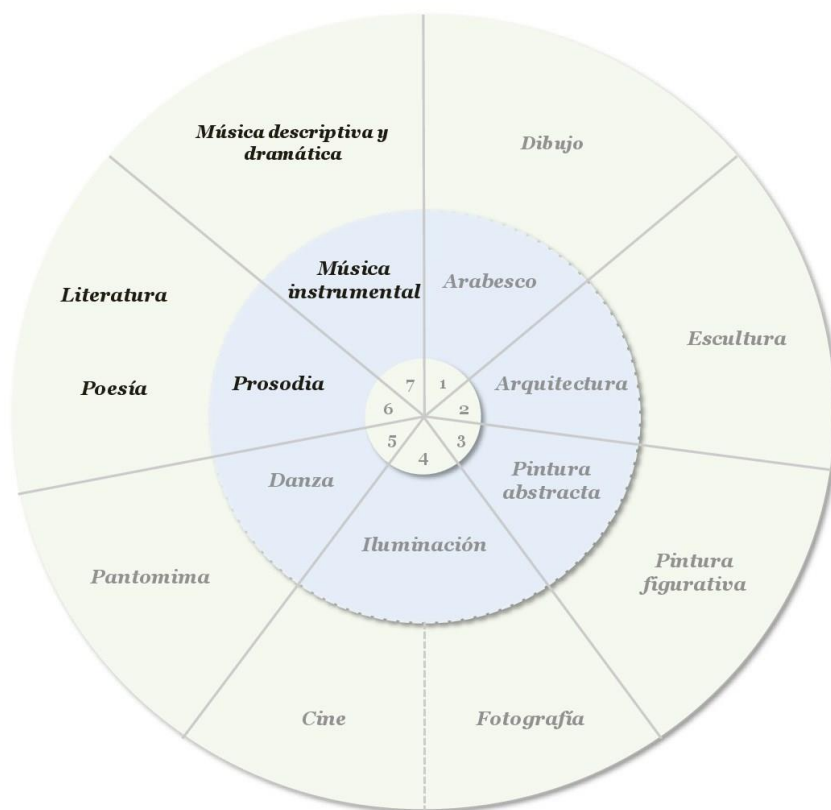 Música descriptiva y
dramática
Dibujo
Música
instrumental
Arabesco
Literatura
Escultura
Poesía
Prosodia
Arquitectura
7
1
6
2
5
3
4
Danza
Pintura
abstracta
Iluminación
Pantomima
Pintura
figurativa
Cine
Fotografía